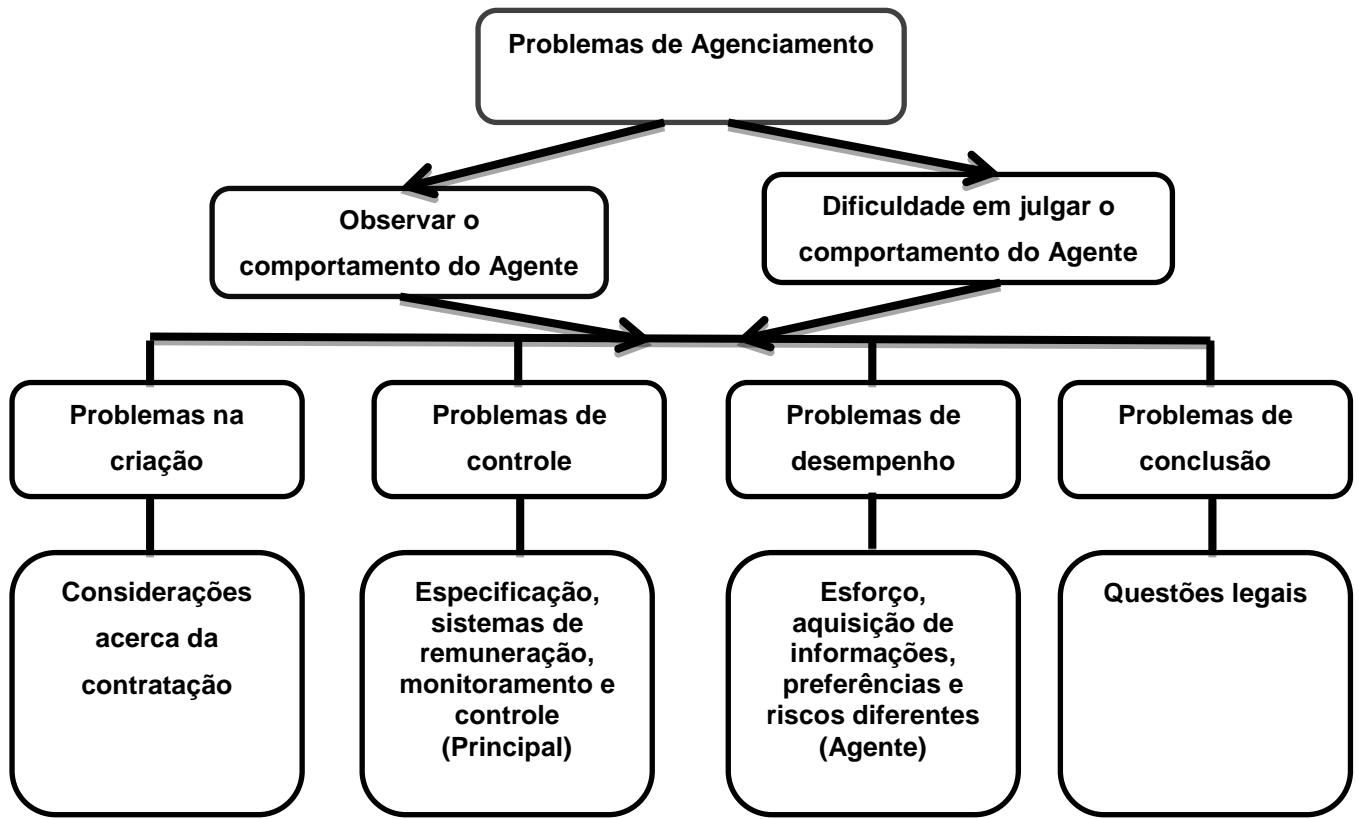 Problemas de Agenciamento
Observar o
comportamento do Agente
Dificuldade em julgar o
comportamento do Agente
Problemas na
criação
Problemas de
controle
Problemas de
desempenho
Problemas de
conclusão
Considerações
acerca da
contratação
Especificação,
sistemas de
remuneração,
monitoramento e
controle
(Principal)
Esforço,
aquisição de
informações,
preferências e
riscos diferentes
(Agente)
Questões legais